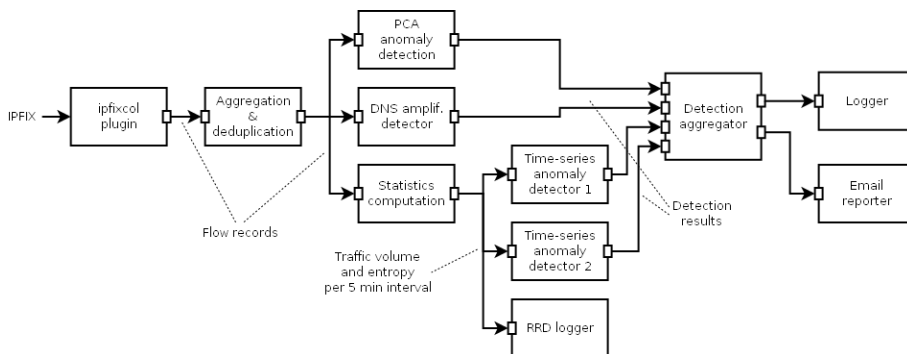 PCA
anomaly
detection
IPFIX
ipfixcol
plugin
Aggregation
&
deduplication
DNS amplif.
detector
Detection
aggregator
Logger
Statistics
computation
Time-series
anomaly
detector 1
Email
reporter
Flow records
Detection
results
Time-series
anomaly
detector 2
Traffic volume
and entropy
per 5 min interval
RRD logger